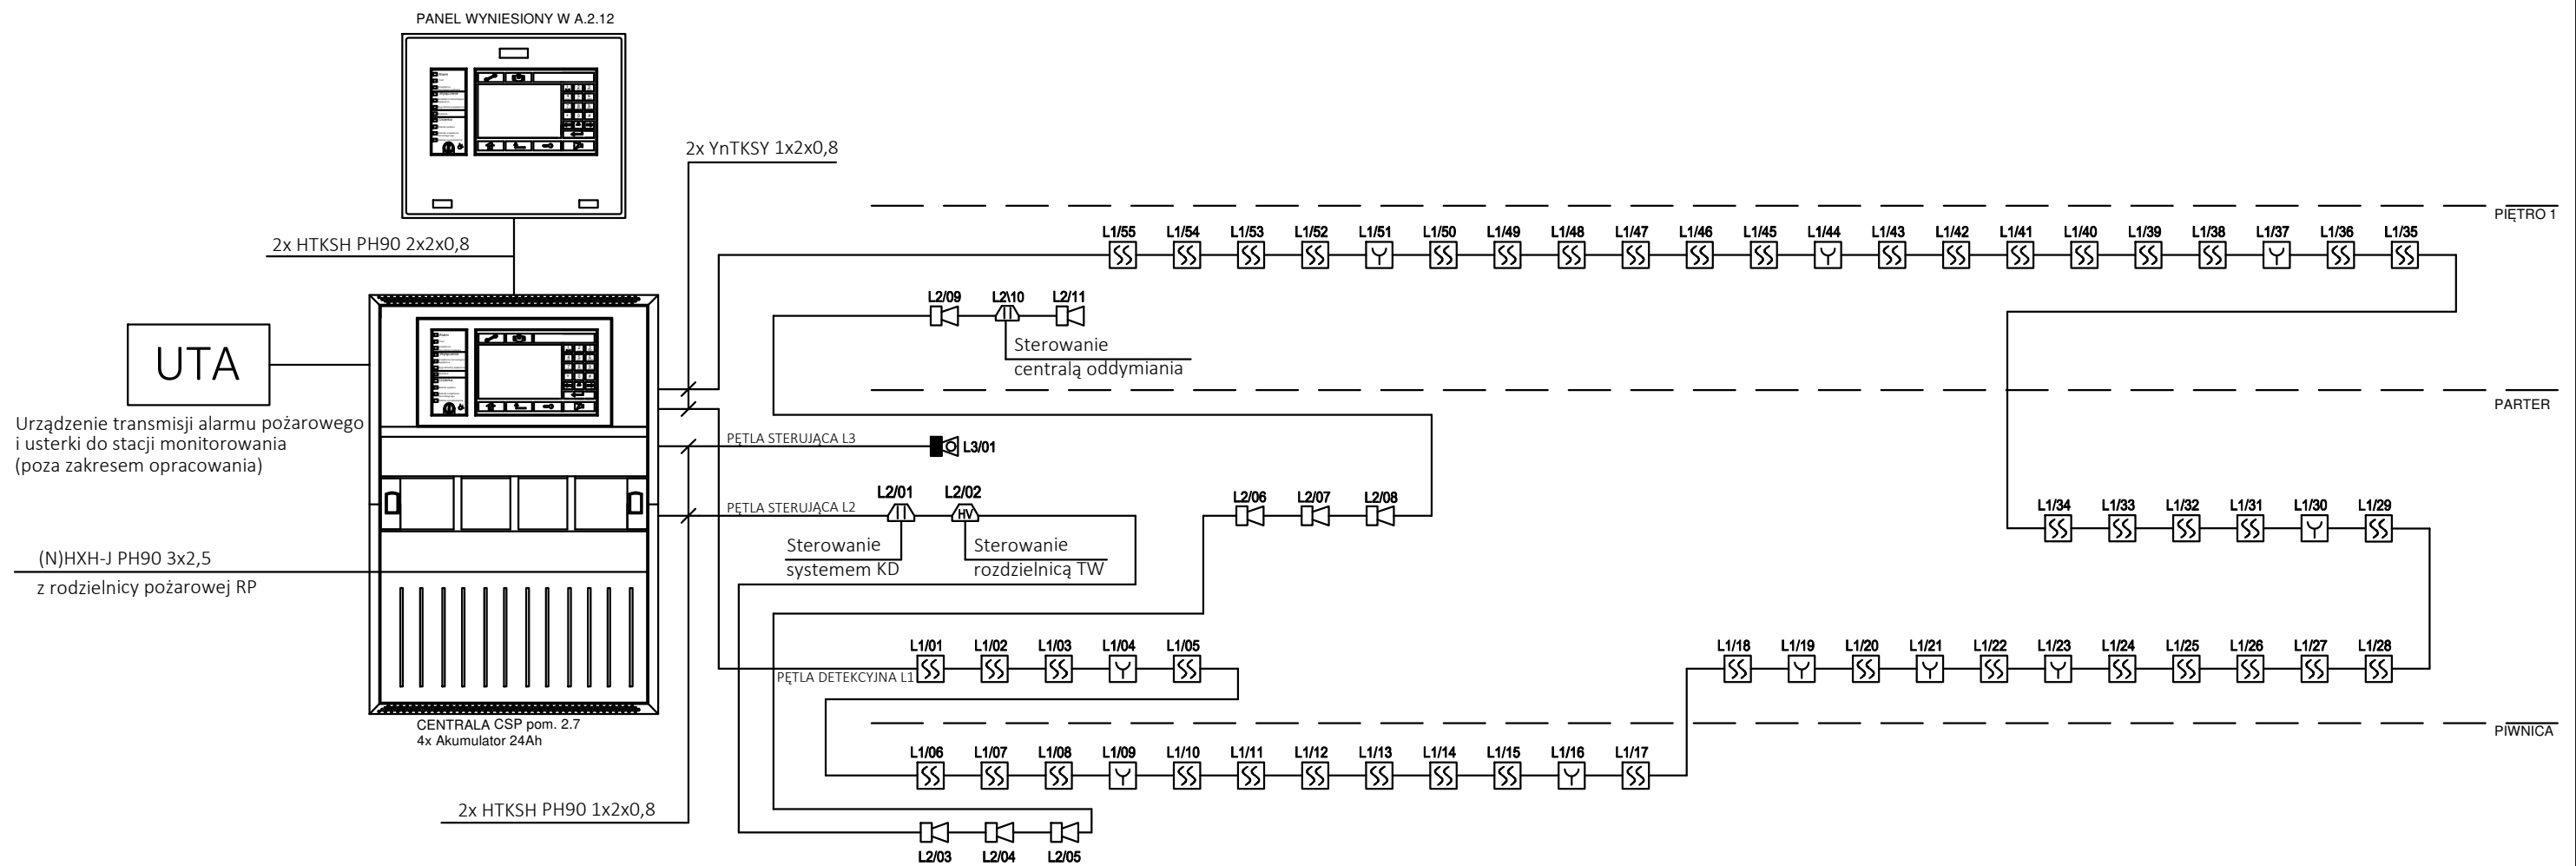 PANEL WYNIESIONY W A.2.12
2x YnTKSY 1x2x0,8
2x HTKSH PH90 2x2x0,8
PIĘTRO 1
L1/55 L1/54 L1/53 L1/52 L1/51 L1/50 L1/49 L1/48 L1/47 L1/46 L1/45 L1/44 L1/43 L1/42 L1/41 L1/40 L1/39 L1/38 L1/37 L1/36 L1/35
L2/09 L2\10 L2/11
Sterowanie
centralą oddymiania
UTA
Urządzenie transmisji alarmu pożarowego
i usterki do stacji monitorowania
(poza zakresem opracowania)
PARTER
PĘTLA STERUJĄCA L3
L3/01
PĘTLA STERUJĄCA L2
L2/01 L2/02
HV
L2/06 L2/07 L2/08
L1/34 L1/33 L1/32 L1/31 L1/30 L1/29
Sterowanie
systemem KD
Sterowanie
rozdzielnicą TW
(N)HXH-J PH90 3x2,5
z rodzielnicy pożarowej RP
L1/01 L1/02 L1/03 L1/04 L1/05
L1/18 L1/19 L1/20 L1/21 L1/22 L1/23 L1/24 L1/25 L1/26 L1/27 L1/28
PĘTLA DETEKCYJNA L1
CENTRALA CSP pom. 2.7
4x Akumulator 24Ah
PIWNICA
L1/06 L1/07 L1/08 L1/09 L1/10 L1/11 L1/12 L1/13 L1/14 L1/15 L1/16 L1/17
2x HTKSH PH90 1x2x0,8
L2/03 L2/04 L2/05